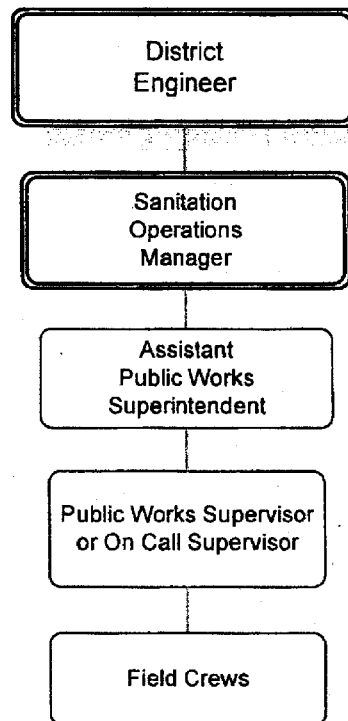 District
Engineer
Sanitation
Operations
Manager
Assistant
Public Works
Superintendent
Public Works Supervisor
or On Call Supervisor
Field Crews